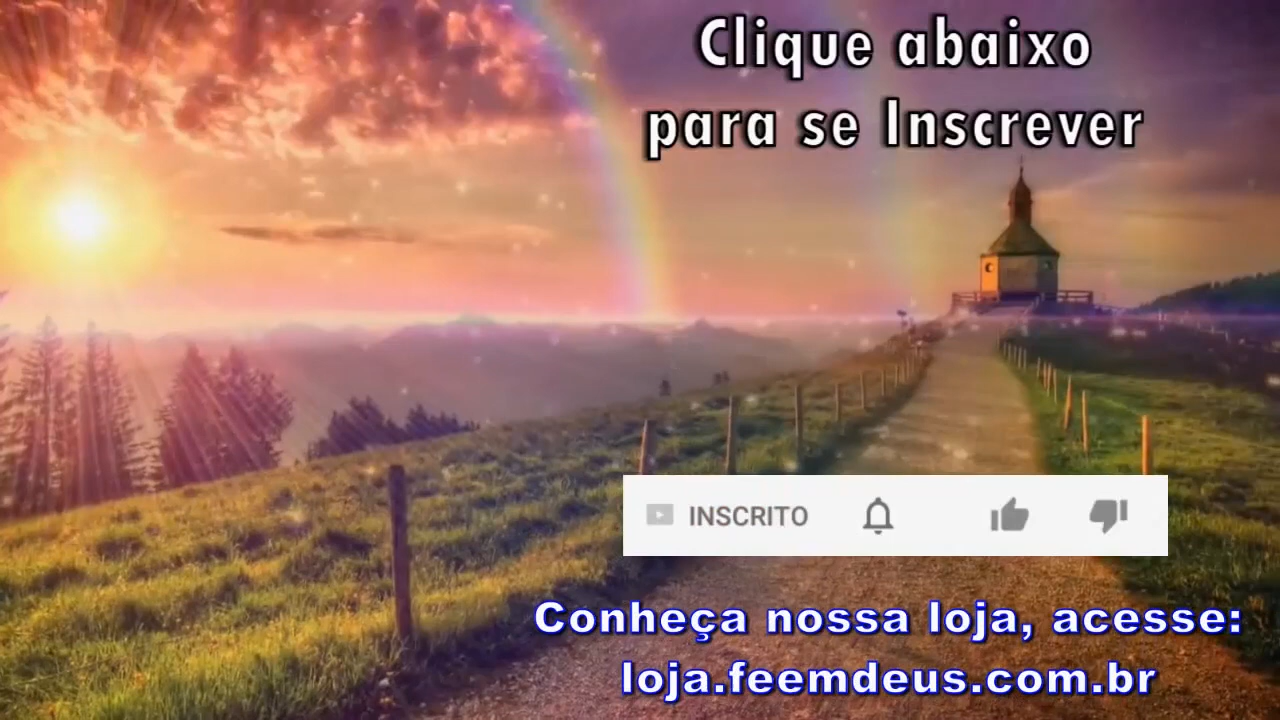 Clique abaixo
para se Inscrever
INSCRITO
Conheça nossa loja, acesse:
loja.feemdeus.com.br